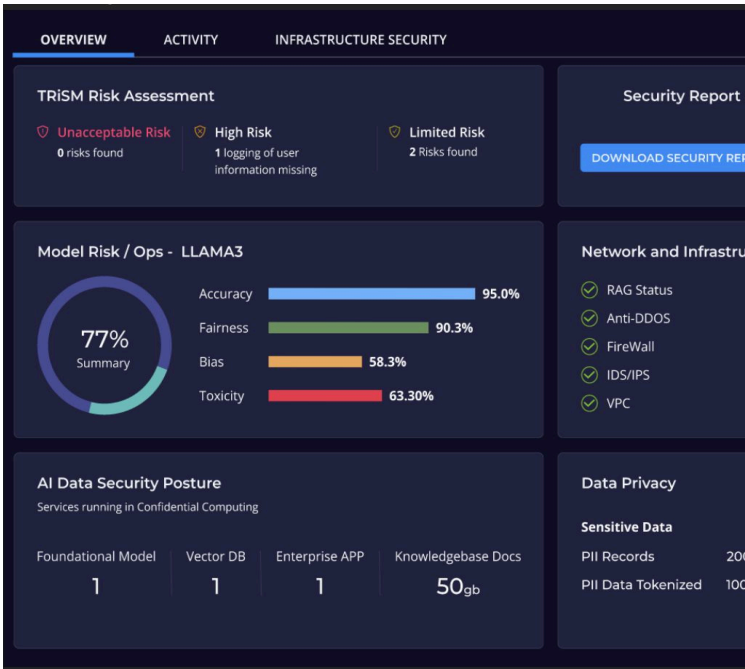 OVERVIEW ACTIVITY INFRASTRUCTURE SECURITY
TRiSM Risk Assessment
Unacceptable Risk
0 risks found
High Risk
1 logging of user
information missing
Limited Risk
2 Risks found
Security Report
DOWNLOAD SECURITY
Model Risk / Ops - LLAMA3
77%
Summary
Accuracy 95.0%
Fairness 90.3%
Bias 58.3%
Toxicity 63.30%
Network and
RAG Status
Anti-DDOS
FireWall
IDS/IPS
VPC
AI Data Security Posture
Services running in Confidential Computing
Foundational Model
1
Vector DB
1
Enterprise APP
1
Knowledgebase Docs
50gb
Data Privacy
Sensitive Data
PII Records
PII Data Tokenized